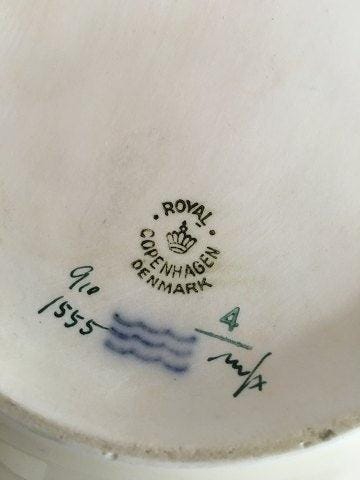 · ROYAL ·
COPENHAGEN
DENMARK
910
1555
4